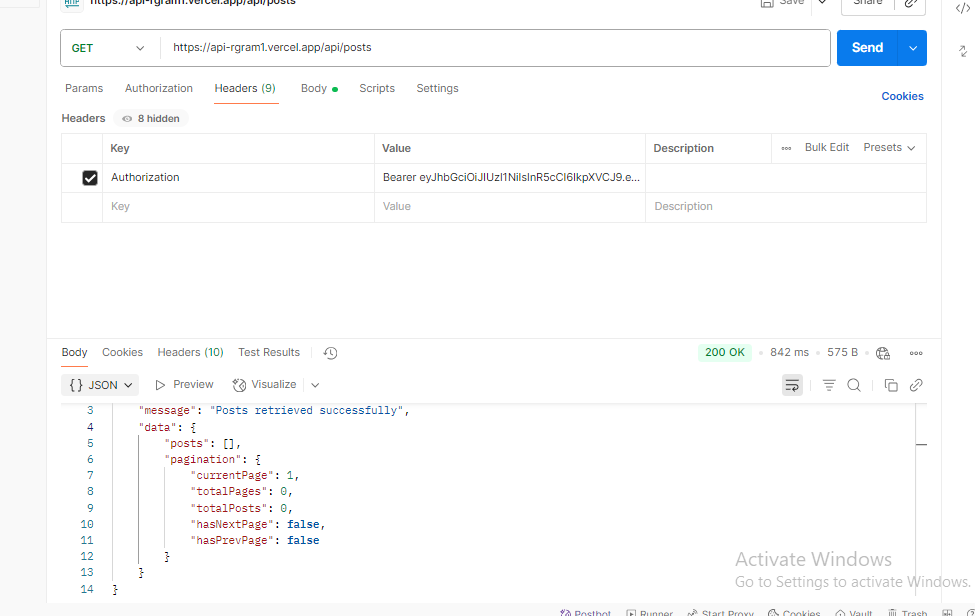 https://api-rgram1.vercel.app/api/posts
Save
Share
GET
https://api-rgram1.vercel.app/api/posts
Send
Params Authorization Headers (9) Body Scripts Settings
Cookies
Headers 8 hidden
Key Value Description Bulk Edit Presets
Authorization Bearer
Key Value Description
Body Cookies Headers (10) Test Results
200 OK 842 ms 575 B
{ } JSON Preview Visualize
3 "message": "Posts retrieved successfully",
4 "data": {
5 "posts": [],
6 "pagination": {
7 "currentPage": 1,
8 "totalPages": 0,
9 "totalPosts": 0,
10 "hasNextPage": false,
11 "hasPrevPage": false
12 }
13 }
14 }
Activate Windows
Go to Settings to activate Windows.
Postbot Runner Start Proxy Cookies Vault Trash